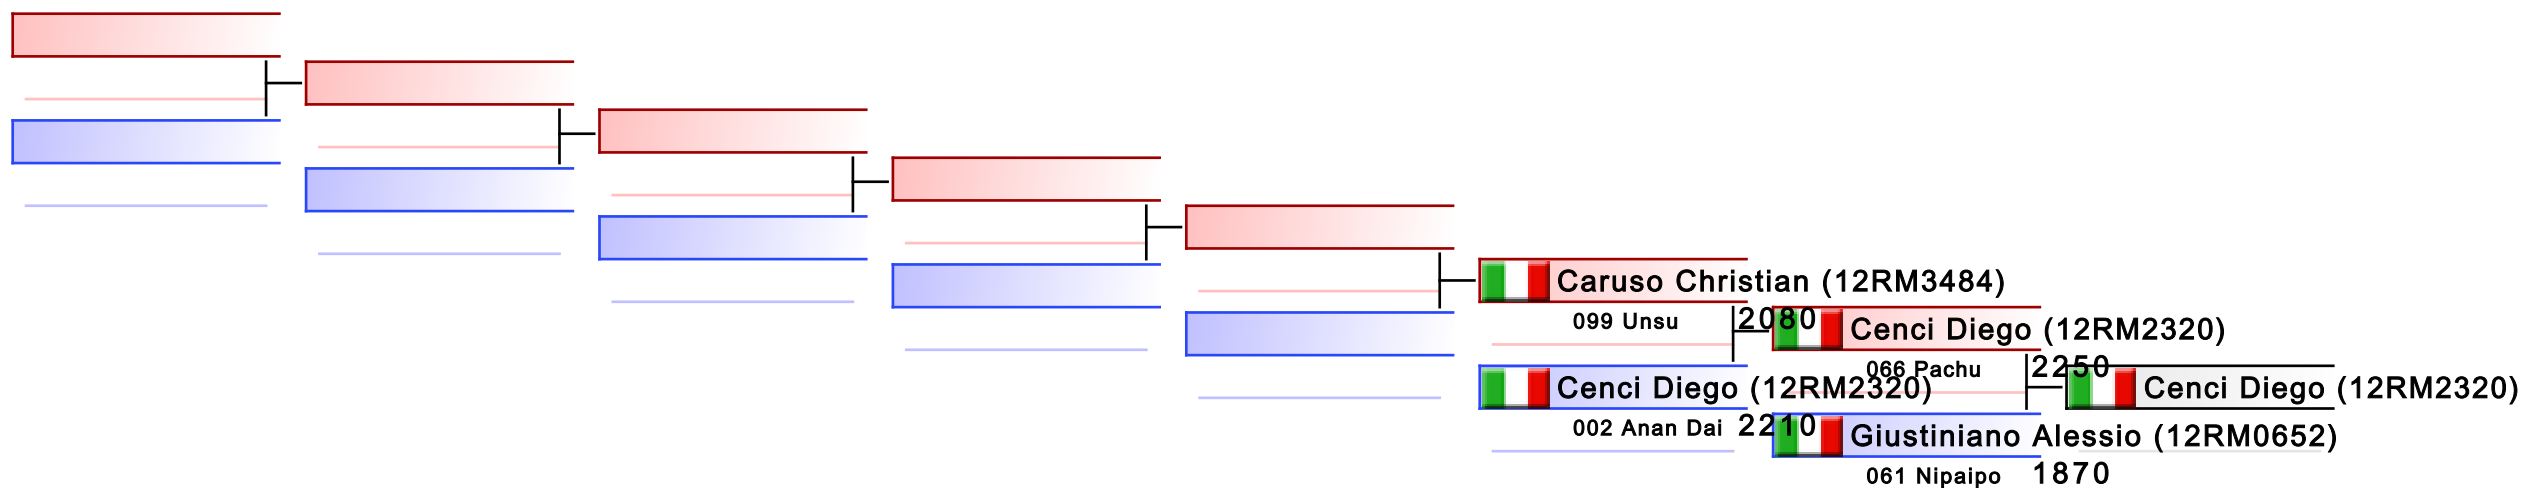 Caruso Christian (12RM3484)
099 Unsu 2080
Cenci Diego (12RM2320)
002 Anan Dai 2210
Cenci Diego (12RM2320)
066 Pachu 2250
Giustiniano Alessio (12RM0652)
061 Nipaipo 1870
Cenci Diego (12RM2320)